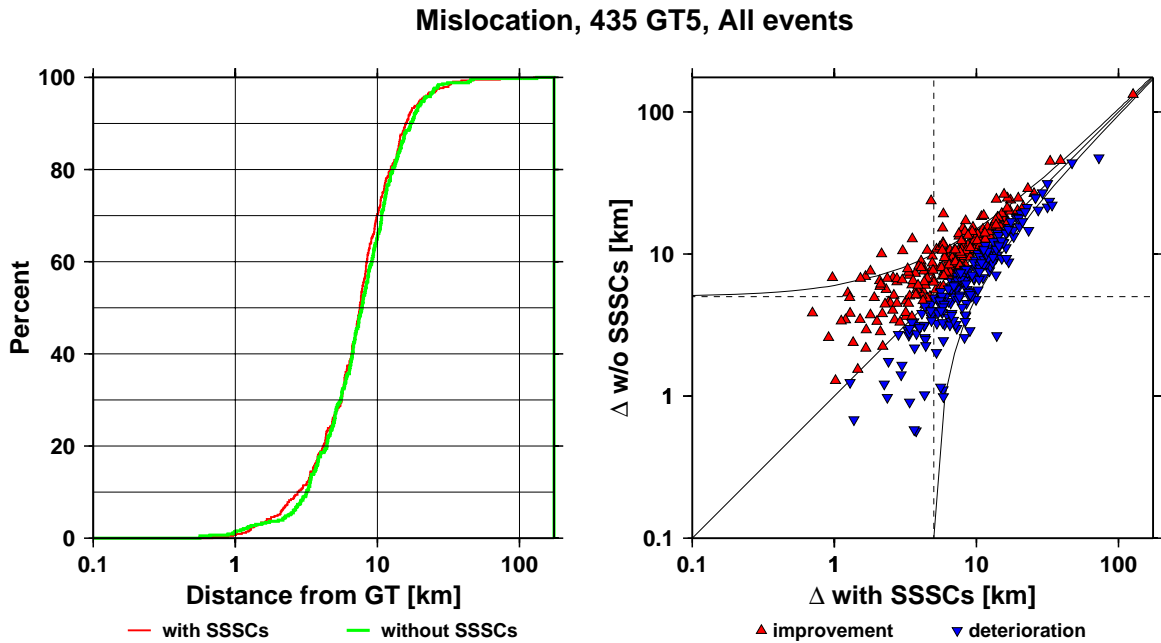 Mislocation, 435 GT5, All events
Percent
100
80
60
40
20
0
0.1 1 10 100
Distance from GT [km]
with SSSCs without SSSCs
Δ w/o SSSCs [km]
100
10
1
0.1
0.1 1 10 100
Δ with SSSCs [km]
improvement deterioration